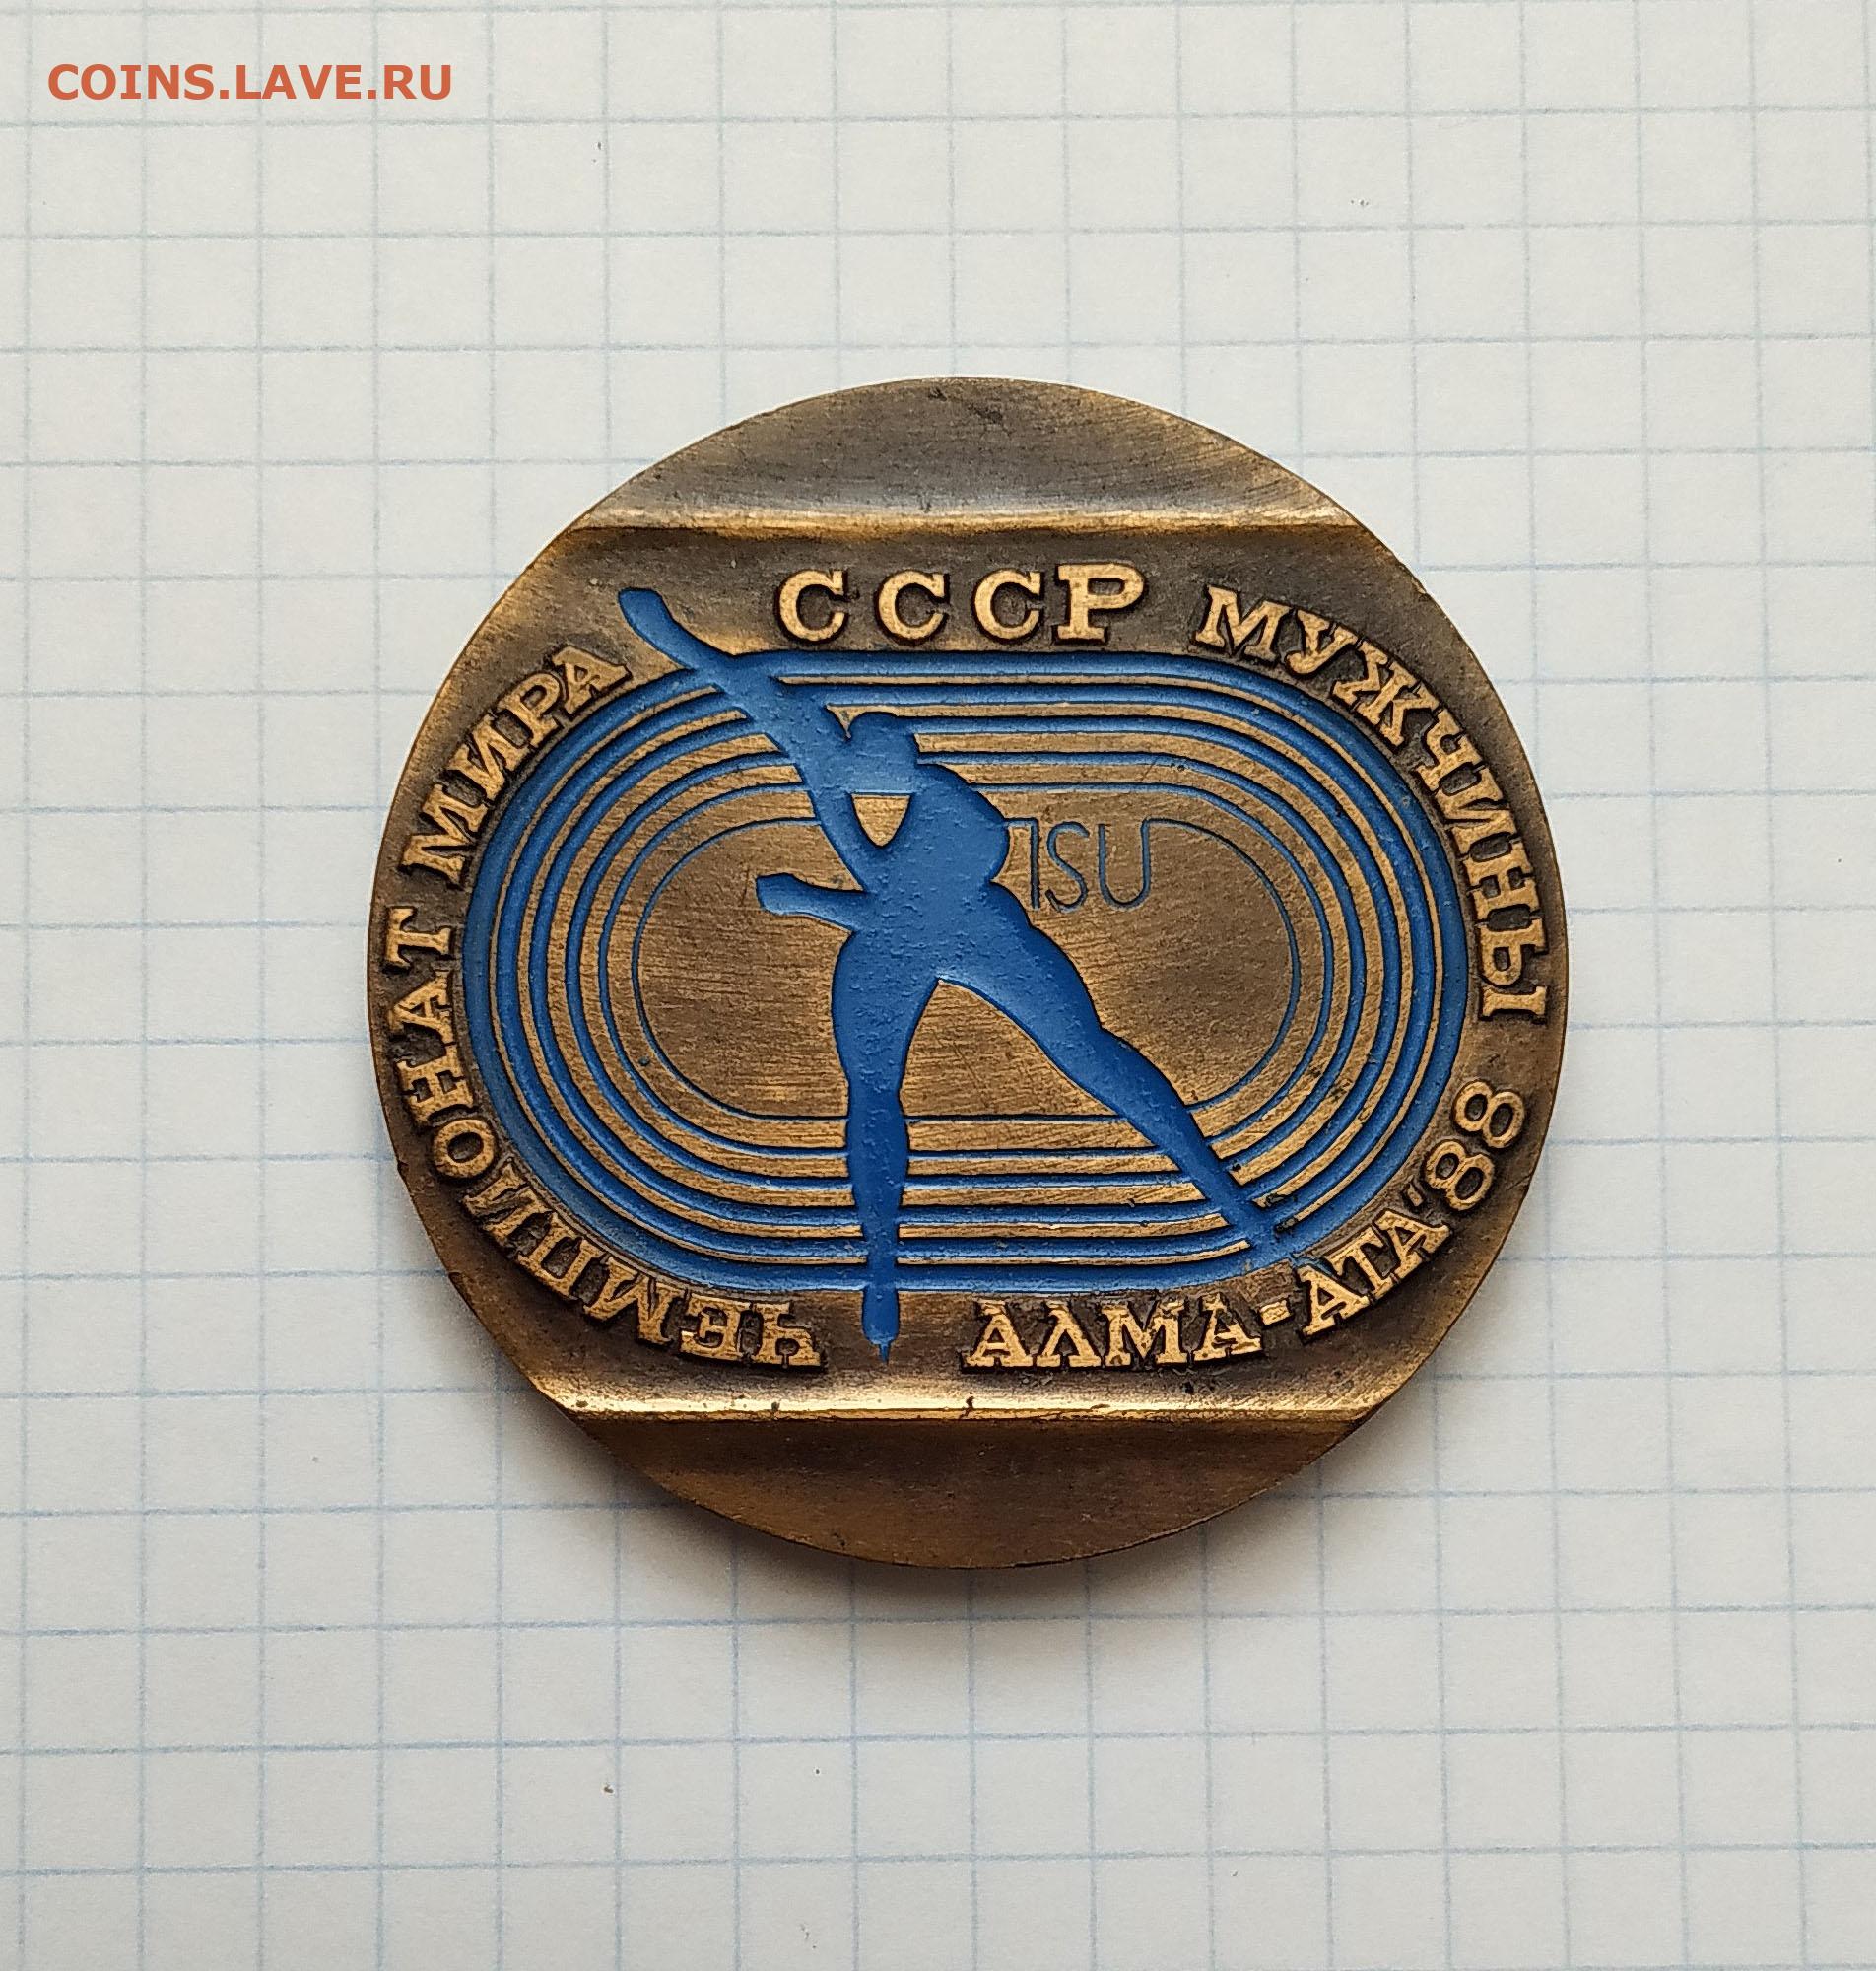 COINS.LAVE.RU
ЧЕМПИОНАТ МИРА СССР МУЖЧИНЫ
АЛМА-АТА'88
ISU